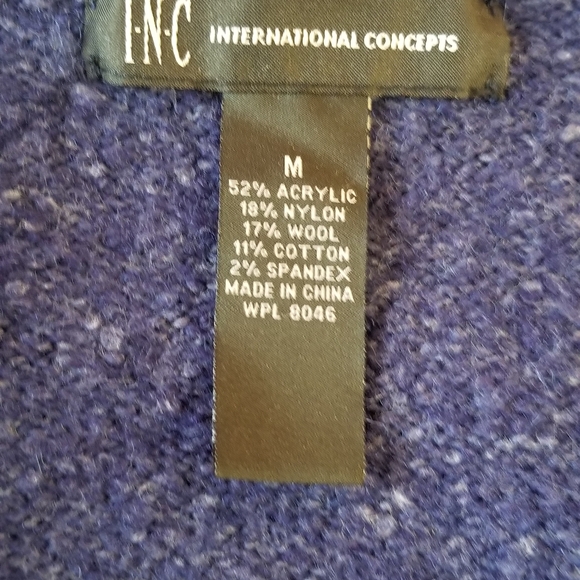 I·N·C INTERNATIONAL CONCEPTS
M
52% ACRYLIC
18% NYLON
17% WOOL
11% COTTON
2% SPANDEX
MADE IN CHINA
WPL 8046